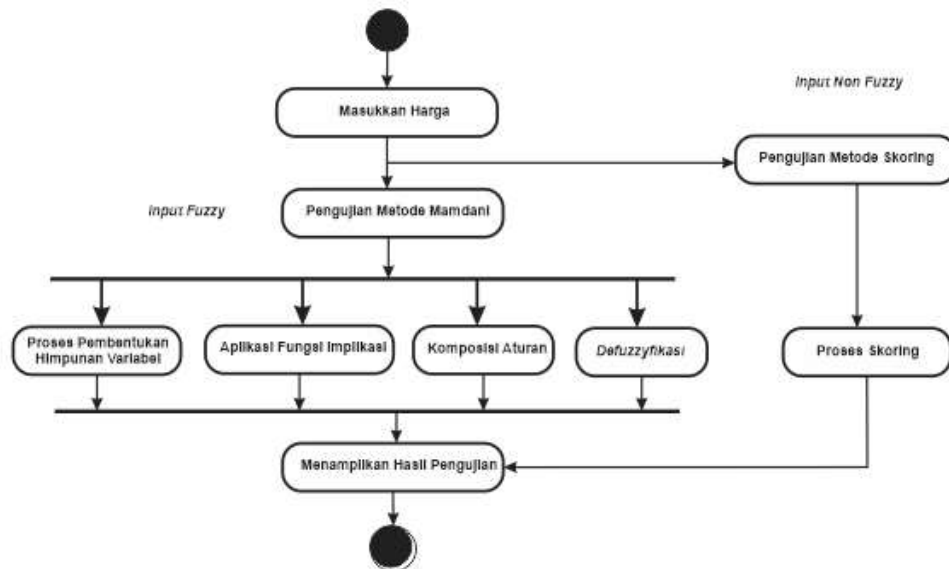 Masukkan Harga
Input Non Fuzzy
Pengujian Metode Skoring
Input Fuzzy
Pengujian Metode Mamdani
Proses Pembentukan
Himpunan Variabel
Aplikasi Fungsi Implikasi
Komposisi Aturan
Defuzzyfikasi
Proses Skoring
Menampilkan Hasil Pengujian